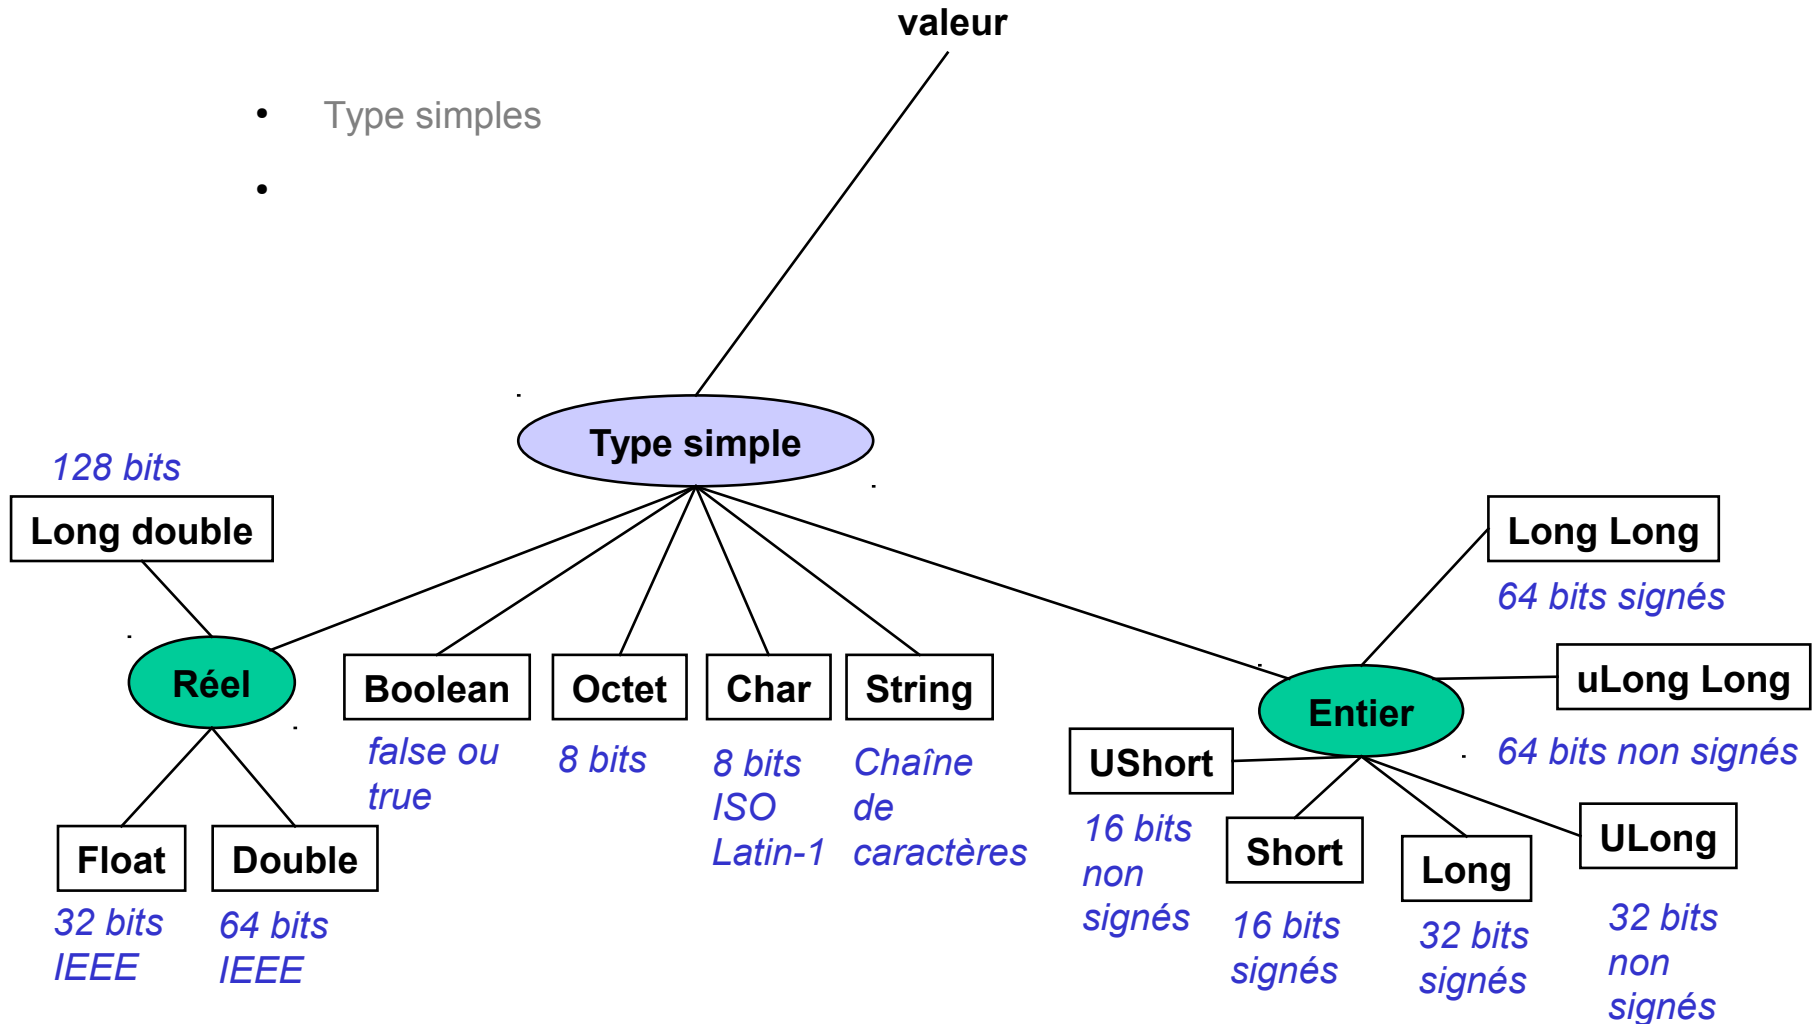 valeur
• Type simples
•
Type simple
128 bits
Long double
Réel
Float
32 bits
IEEE
Double
64 bits
IEEE
Boolean
false ou
true
Octet
8 bits
Char
8 bits
ISO
Latin-1
String
Chaîne
de
caractères
Entier
Long Long
64 bits signés
uLong Long
64 bits non signés
UShort
16 bits
non
signés
Short
16 bits
signés
Long
32 bits
signés
ULong
32 bits
non
signés